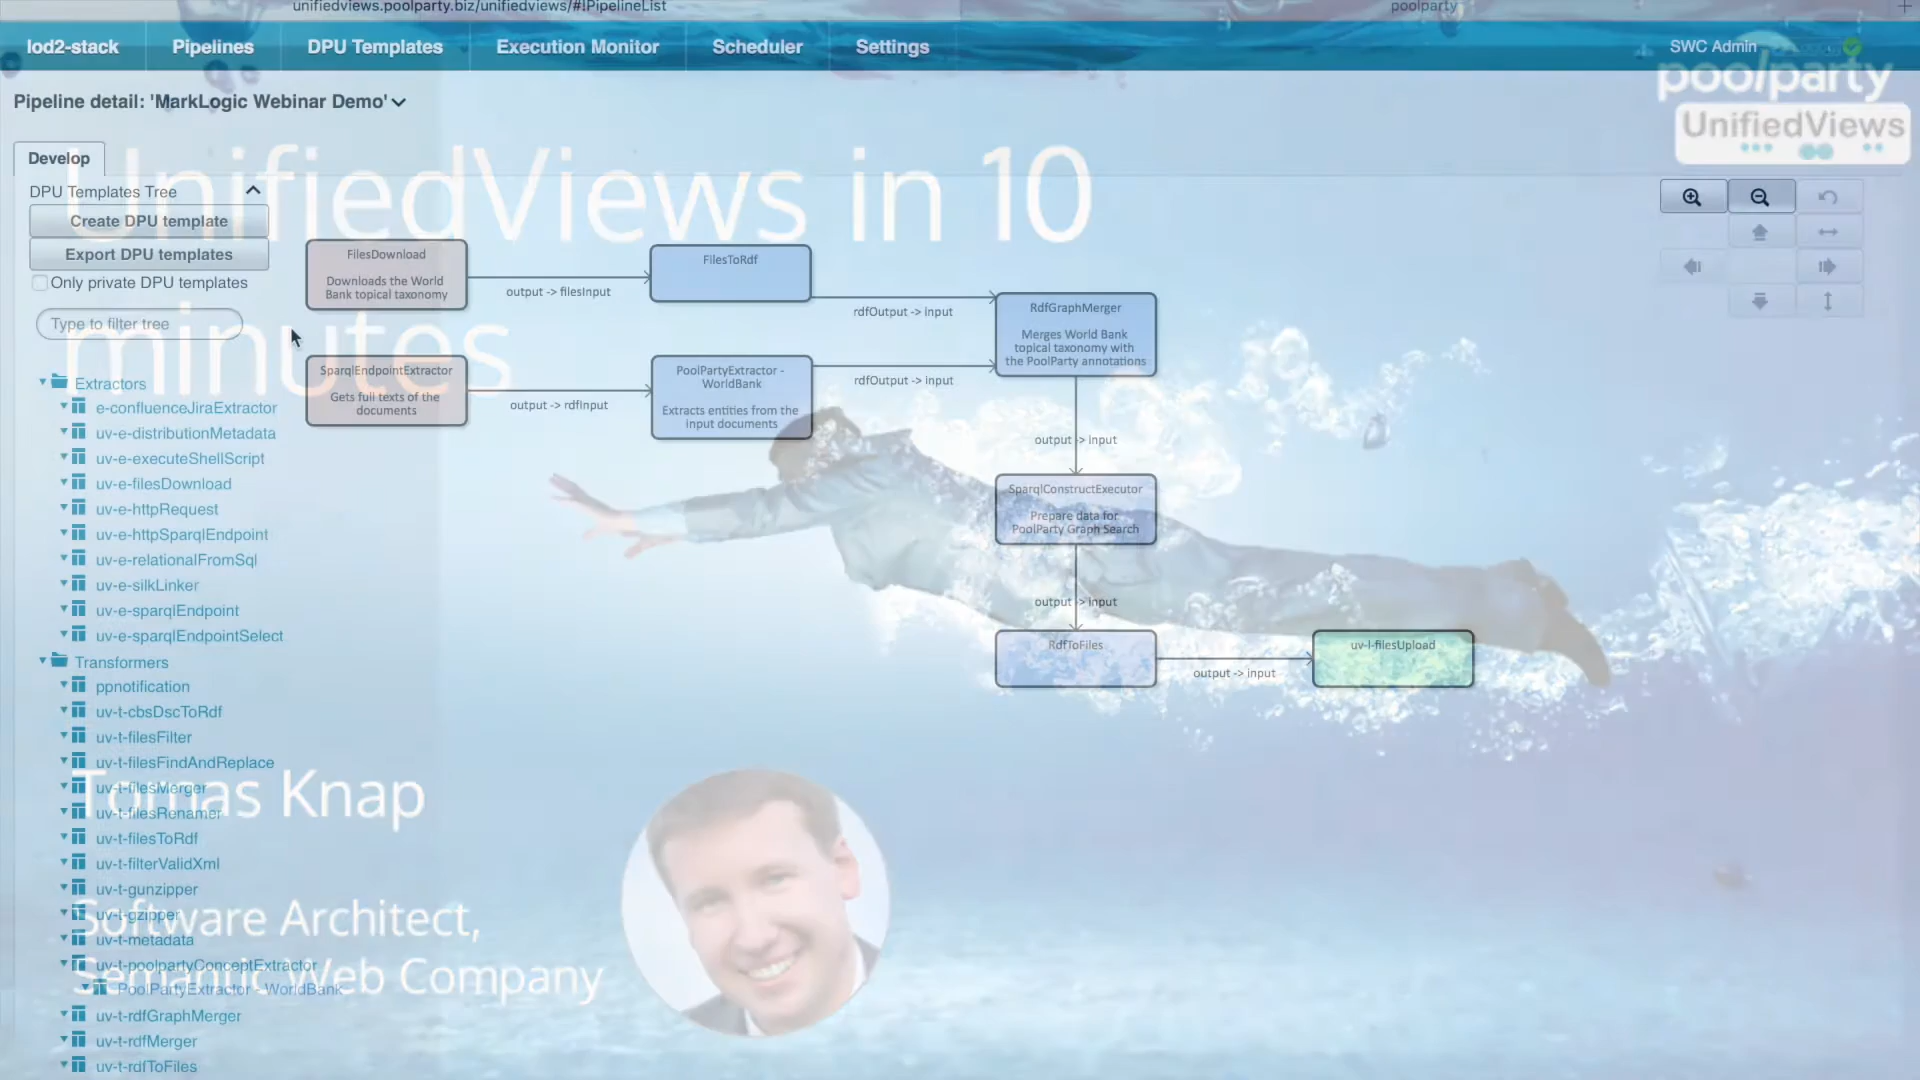 unifiedviews.poolparty.biz/unifiedviews/#!PipelineList
poolparty
lod2-stack
Pipelines
DPU Templates
Execution Monitor
Scheduler
Settings
SWC Admin
poolparty
UnifiedViews
Pipeline detail: 'MarkLogic Webinar Demo'
Develop
DPU Templates Tree
Create DPU template
Export DPU templates
Only private DPU templates
Type to filter tree
UnifiedViews in 10
minutes
FilesDownload
Downloads the World
Bank topical taxonomy
output -> filesInput
FilesToRdf
rdfOutput -> input
RdfGraphMerger
Merges World Bank
topical taxonomy with
the PoolParty annotations
SparqlEndpointExtractor
Gets full texts of the
documents
output -> rdfInput
PoolPartyExtractor -
WorldBank
Extracts entities from the
input documents
rdfOutput -> input
output -> input
SparqlConstructExecutor
Prepare data for
PoolParty Graph Search
output -> input
RdfToFiles
output -> input
uv-l-filesUpload
Extractors
e-confluenceJiraExtractor
uv-e-distributionMetadata
uv-e-executeShellScript
uv-e-filesDownload
uv-e-httpRequest
uv-e-httpSparqlEndpoint
uv-e-relationalFromSql
uv-e-silkLinker
uv-e-sparqlEndpoint
uv-e-sparqlEndpointSelect
Transformers
ppnotification
uv-t-cbsDscToRdf
uv-t-filesFilter
uv-t-filesFindAndReplace
uv-t-filesMerger
uv-t-filesRenamer
uv-t-filesToRdf
uv-t-filterValidXml
uv-t-gunzipper
uv-t-gzipper
uv-t-metadata
uv-t-poolpartyConceptExtractor
PoolPartyExtractor - WorldBank
uv-t-rdfGraphMerger
uv-t-rdfMerger
uv-t-rdfToFiles
Tomas Knap
Software Architect,
Semantic Web Company